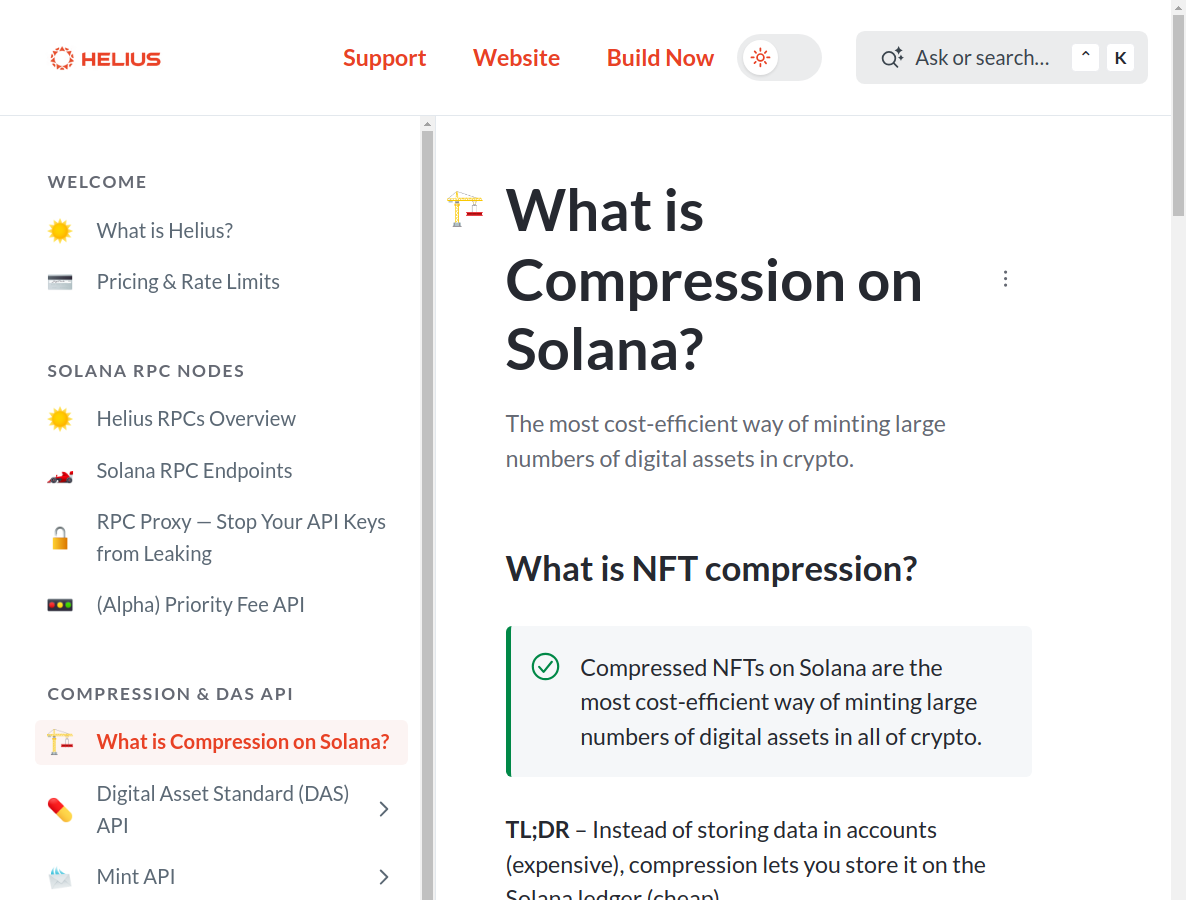 HELIUS
Support
Website
Build Now
Ask or search...
⌃
K
WELCOME
What is Helius?
Pricing & Rate Limits
SOLANA RPC NODES
Helius RPCs Overview
Solana RPC Endpoints
RPC Proxy — Stop Your API Keys
from Leaking
(Alpha) Priority Fee API
COMPRESSION & DAS API
What is Compression on Solana?
Digital Asset Standard (DAS)
API
Mint API
What is
Compression on
Solana?
The most cost-efficient way of minting large
numbers of digital assets in crypto.
What is NFT compression?
Compressed NFTs on Solana are the
most cost-efficient way of minting large
numbers of digital assets in all of crypto.
TL;DR – Instead of storing data in accounts
(expensive), compression lets you store it on the
Solana ledger (cheap)